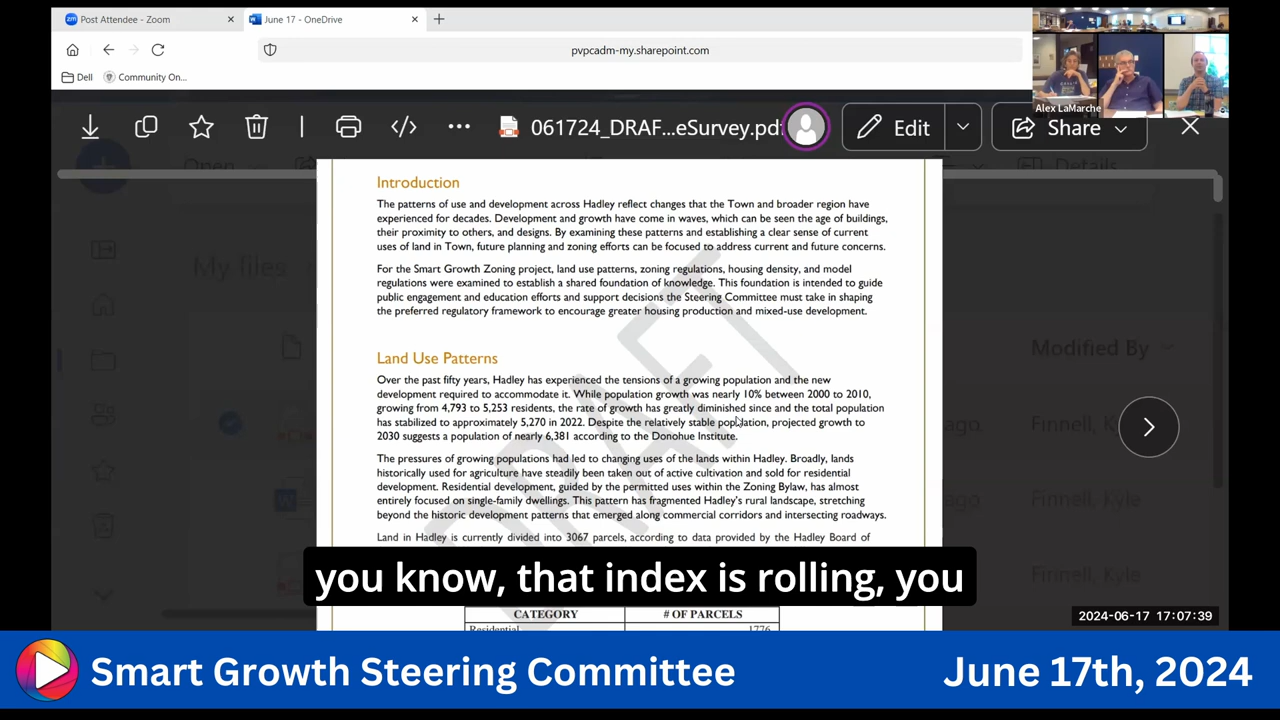 Post Attendee - Zoom
June 17 - OneDrive
pvpcadm-my.sharepoint.com
Dell
Community On...
Alex LaMarche
061724_DRAF...eSurvey.pdf
Edit
Share
Open
Details
My files
Modified By
Finnell, K
ago
Finnell, Kyle
Finnell, Kyle
Introduction
The patterns of use and development across Hadley reflect changes that the Town and broader region have
experienced for decades. Development and growth have come in waves, which can be seen the age of buildings,
their proximity to others, and designs. By examining these patterns and establishing a clear sense of current
uses of land in Town, future planning and zoning efforts can be focused to address current and future concerns.
For the Smart Growth Zoning project, land use patterns, zoning regulations, housing density, and model
regulations were examined to establish a shared foundation of knowledge. This foundation is intended to guide
public engagement and education efforts and support decisions the Steering Committee must take in shaping
the preferred regulatory framework to encourage greater housing production and mixed-use development.
Land Use Patterns
Over the past fifty years, Hadley has experienced the tensions of a growing population and the new
development required to accommodate it. While population growth was nearly 10% between 2000 to 2010,
growing from 4,793 to 5,253 residents, the rate of growth has greatly diminished since and the total population
has stabilized to approximately 5,270 in 2022. Despite the relatively stable population, projected growth to
2030 suggests a population of nearly 6,381 according to the Donohue Institute.
The pressures of growing populations had led to changing uses of the lands within Hadley. Broadly, lands
historically used for agriculture have steadily been taken out of active cultivation and sold for residential
development. Residential development, guided by the permitted uses within the Zoning Bylaw, has almost
entirely focused on single-family dwellings. This pattern has fragmented Hadley's rural landscape, stretching
beyond the historic development patterns that emerged along commercial corridors and intersecting roadways.
Land in Hadley is currently divided into 3067 parcels, according to data provided by the Hadley Board of
DRAFT
you know, that index is rolling, you
CATEGORY # OF PARCELS
Residential 1776
2024-06-17 17:07:39
Smart Growth Steering Committee
June 17th, 2024